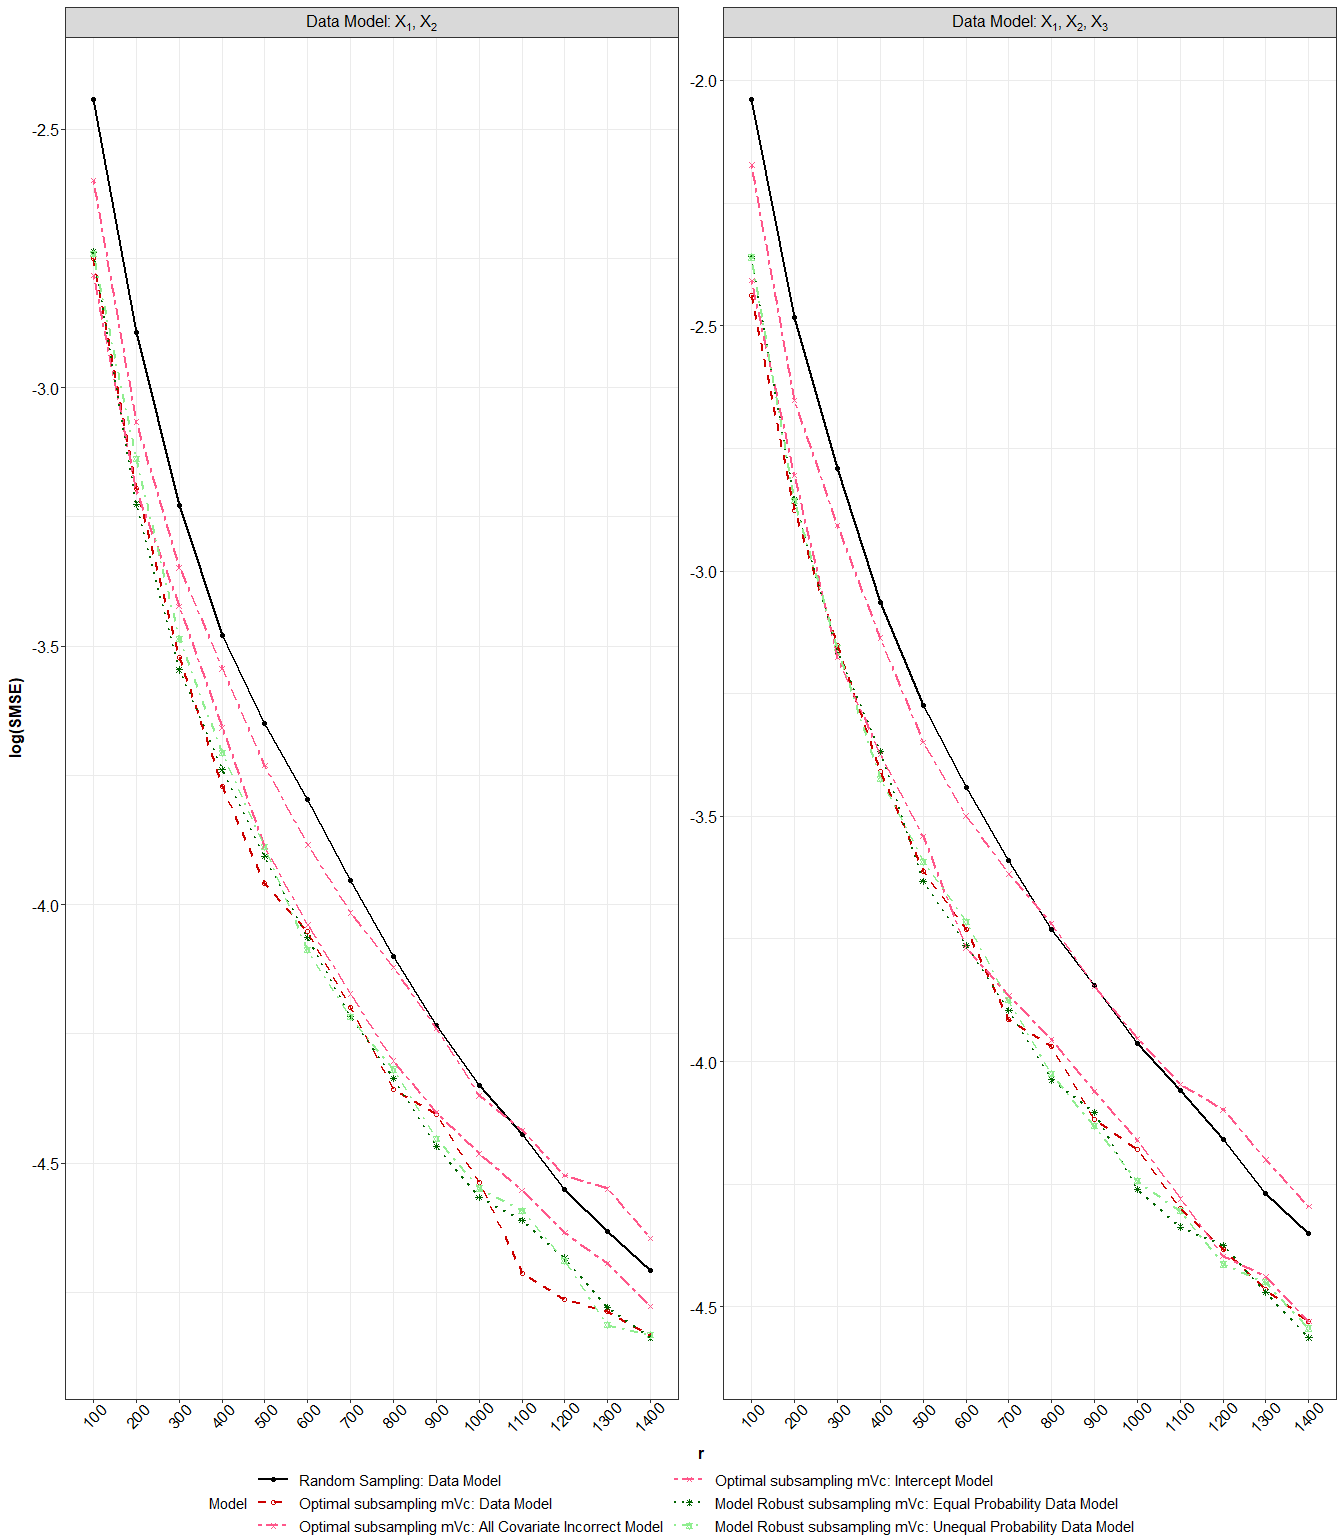 Data Model: X1, X2
Data Model: X1, X2, X3
log(SMSE)
-2.5
-3.0
-3.5
-4.0
-4.5
-2.0
-2.5
-3.0
-3.5
-4.0
-4.5
100 200 300 400 500 600 700 800 900 1000 1100 1200 1300 1400
100 200 300 400 500 600 700 800 900 1000 1100 1200 1300 1400
r
Model
Random Sampling: Data Model
Optimal subsampling mVc: Data Model
Optimal subsampling mVc: All Covariate Incorrect Model
Optimal subsampling mVc: Intercept Model
Model Robust subsampling mVc: Equal Probability Data Model
Model Robust subsampling mVc: Unequal Probability Data Model